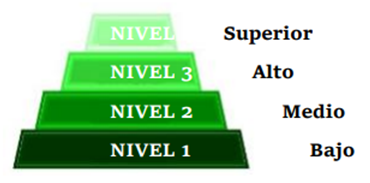 NIVEL Superior
NIVEL 3 Alto
NIVEL 2 Medio
NIVEL 1 Bajo